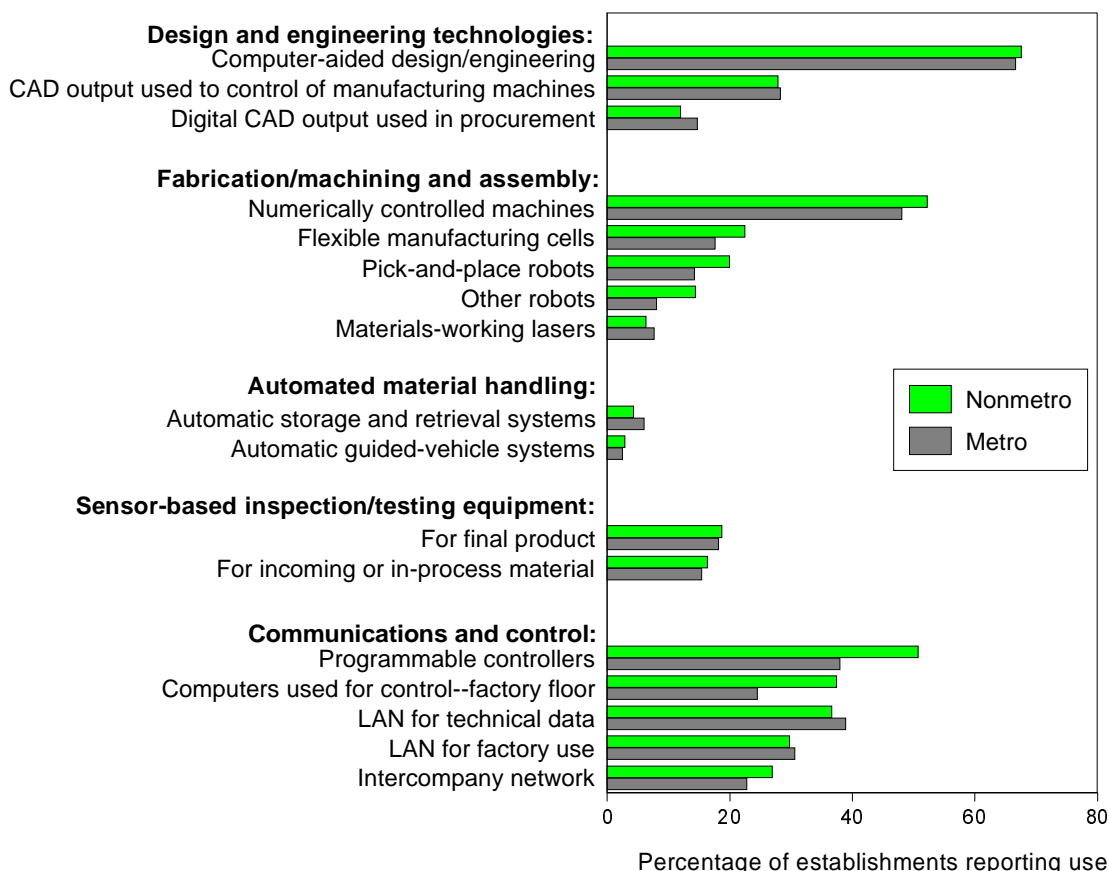 Design and engineering technologies:
Computer-aided design/engineering
CAD output used to control of manufacturing machines
Digital CAD output used in procurement
Fabrication/machining and assembly:
Numerically controlled machines
Flexible manufacturing cells
Pick-and-place robots
Other robots
Materials-working lasers
Automated material handling:
Automatic storage and retrieval systems
Automatic guided-vehicle systems
Nonmetro
Metro
Sensor-based inspection/testing equipment:
For final product
For incoming or in-process material
Communications and control:
Programmable controllers
Computers used for control--factory floor
LAN for technical data
LAN for factory use
Intercompany network
0 20 40 60 80
Percentage of establishments reporting use